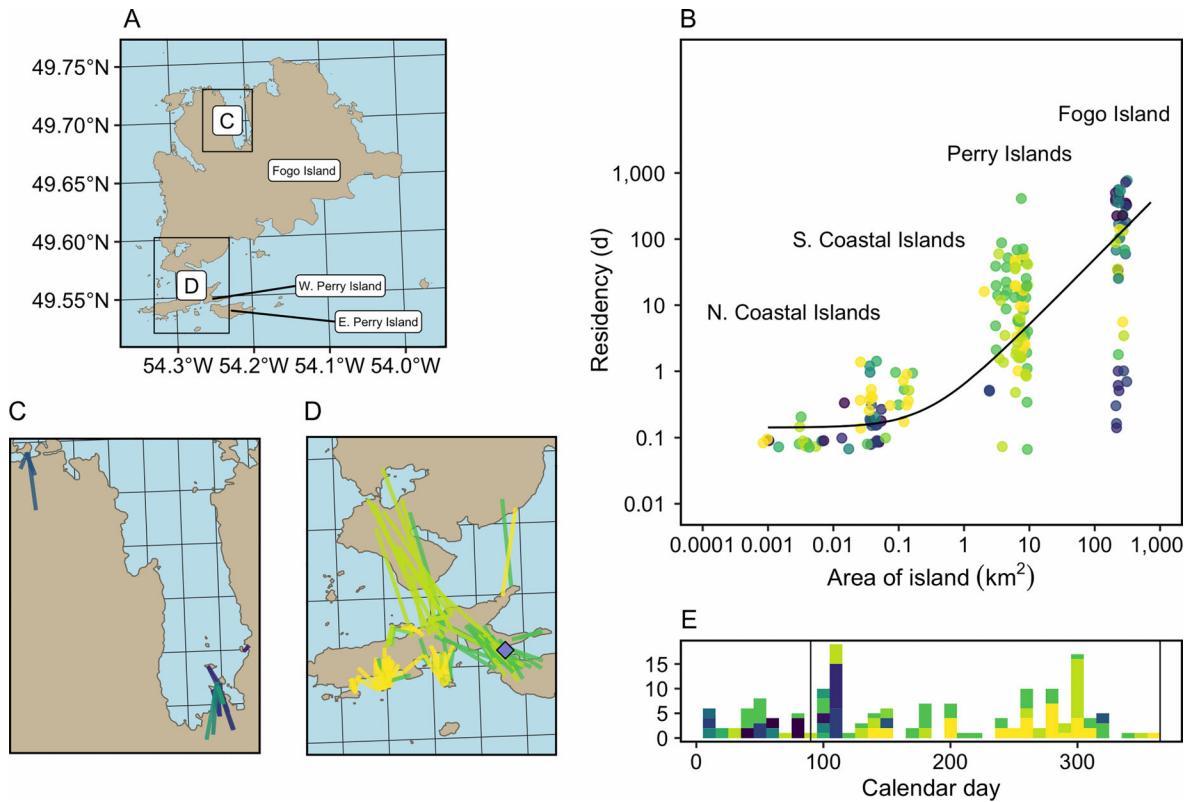 A
49.75°N
49.70°N
49.65°N
49.60°N
49.55°N
54.3°W
54.2°W
54.1°W
54.0°W
C
Fogo Island
D
W. Perry Island
E. Perry Island
B
Fogo Island
Perry Islands
S. Coastal Islands
N. Coastal Islands
Residency (d)
1,000
100
10
1
0.1
0.01
0.0001
0.001
0.01
0.1
1
10
100
1,000
Area of island (km²)
C
D
E
15
10
5
0
0
100
200
300
Calendar day